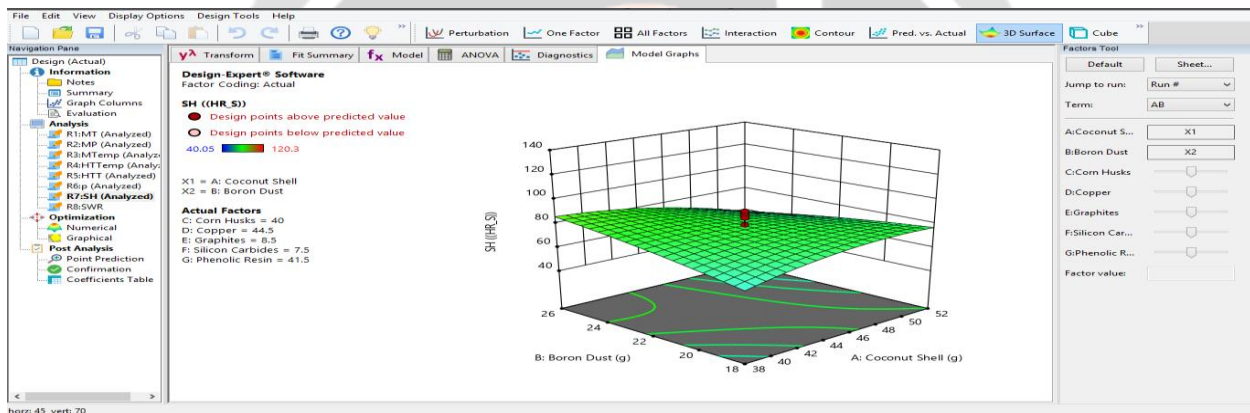 File Edit View Display Options Design Tools Help
Perturbation One Factor All Factors Interaction Contour Pred. vs. Actual 3D Surface Cube
Navigation Pane
Design (Actual)
Information
Notes
Summary
Graph Columns
Evaluation
Analysis
R1:MT (Analyzed)
R2:MP (Analyzed)
R3:MTemp (Analyz
R4:HTTemp (Analy:
R5:HTT (Analyzed)
R6:p (Analyzed)
R7:SH (Analyzed)
R8:SWR
Optimization
Numerical
Graphical
Post Analysis
Point Prediction
Confirmation
Coefficients Table
yλ Transform Fit Summary fx Model ANOVA Diagnostics Model Graphs
Design-Expert® Software
Factor Coding: Actual
SH ((HR_S))
Design points above predicted value
Design points below predicted value
40.05 120.3
X1 = A: Coconut Shell
X2 = B: Boron Dust
Actual Factors
C: Corn Husks = 40
D: Copper = 44.5
E: Graphites = 8.5
F: Silicon Carbides = 7.5
G: Phenolic Resin = 41.5
140
120
100
80
60
40
SH ((HR_S))
26
24
22
20
18
B: Boron Dust (g)
38
40
42
44
46
48
50
52
A: Coconut Shell (g)
Factors Tool
Default Sheet...
Jump to run: Run #
Term: AB
A:Coconut S... X1
B:Boron Dust X2
C:Corn Husks
D:Copper
E:Graphites
F:Silicon Car...
G:Phenolic R...
Factor value:
horz: 45 vert: 70